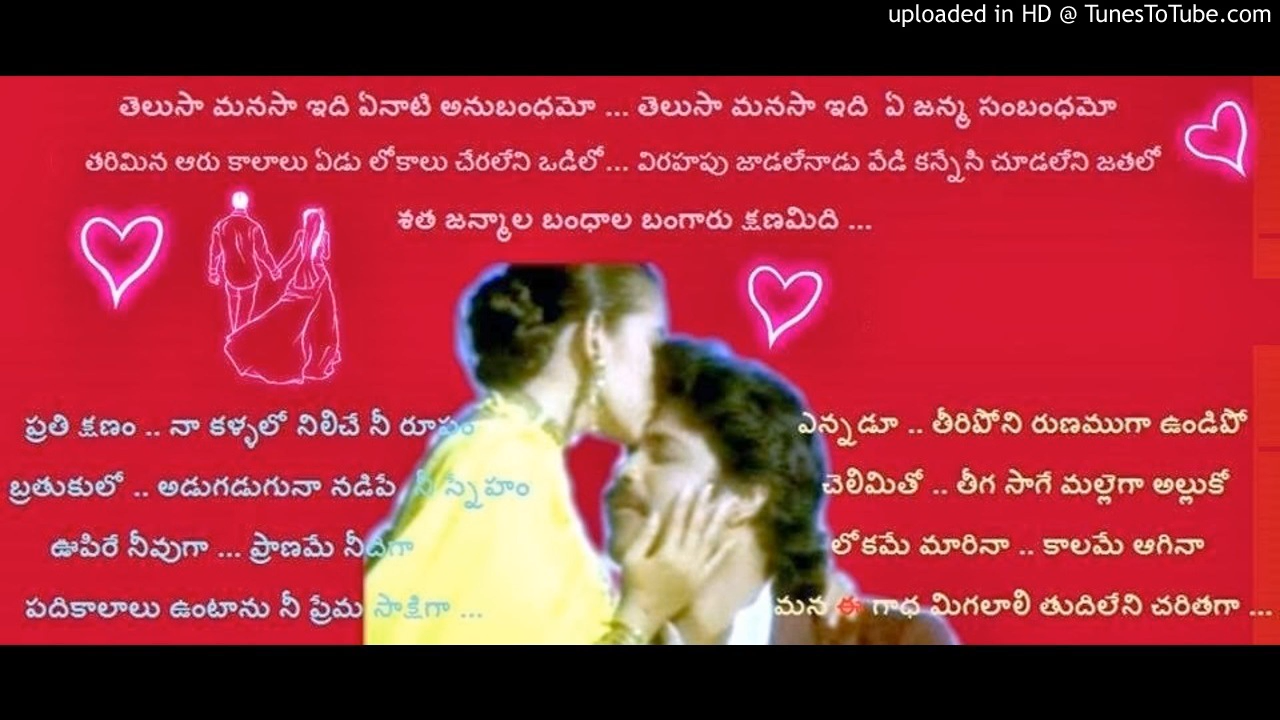 uploaded in HD @ TunesToTube.com
తెలుసా మనసా ఇది ఏనాటి అనుబంధమో ... తెలుసా మనసా ఇది ఏ జన్మ సంబంధమో
తరిమిన ఆరు కాలాలు ఏడు లోకాలు చేరలేని ఒడిలో... విరహపు జాడలేనాడు వేడి కన్నేసి చూడలేని జతలో
శత జన్మాల బంధాల బంగారు క్షణమిది ...
ప్రతి క్షణం .. నా కళ్ళలో నిలిచే నీ రూపం
బ్రతుకులో .. అడుగడుగునా నడిపే నీ స్నేహం
ఊపిరే నీవుగా ... ప్రాణమే నీదిగా
పదికాలాలు ఉంటాను నీ ప్రేమ సాక్షిగా ...
ఎన్నడూ .. తీరిపోని రుణముగా ఉండిపో
చెలిమితో .. తీగ సాగే మల్లెగా అల్లుకో
లోకమే మారినా .. కాలమే ఆగినా
మన ఈ గాధ మిగలాలి తుదిలేని చరితగా ...